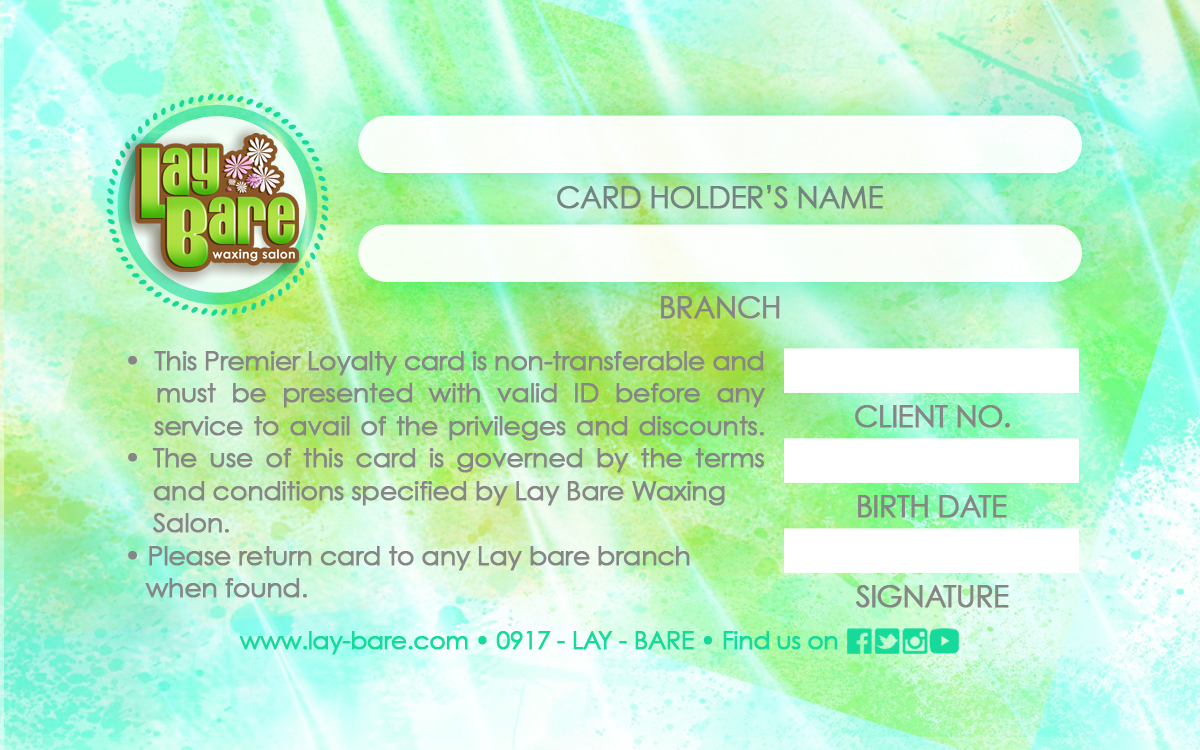 Lay
Bare
waxing salon
CARD HOLDER'S NAME
BRANCH
• This Premier Loyalty card is non-transferable and
must be presented with valid ID before any
service to avail of the privileges and discounts.
• The use of this card is governed by the terms
and conditions specified by Lay Bare Waxing
Salon.
• Please return card to any Lay bare branch
when found.
CLIENT NO.
BIRTH DATE
SIGNATURE
www.lay-bare.com • 0917 - LAY - BARE • Find us on